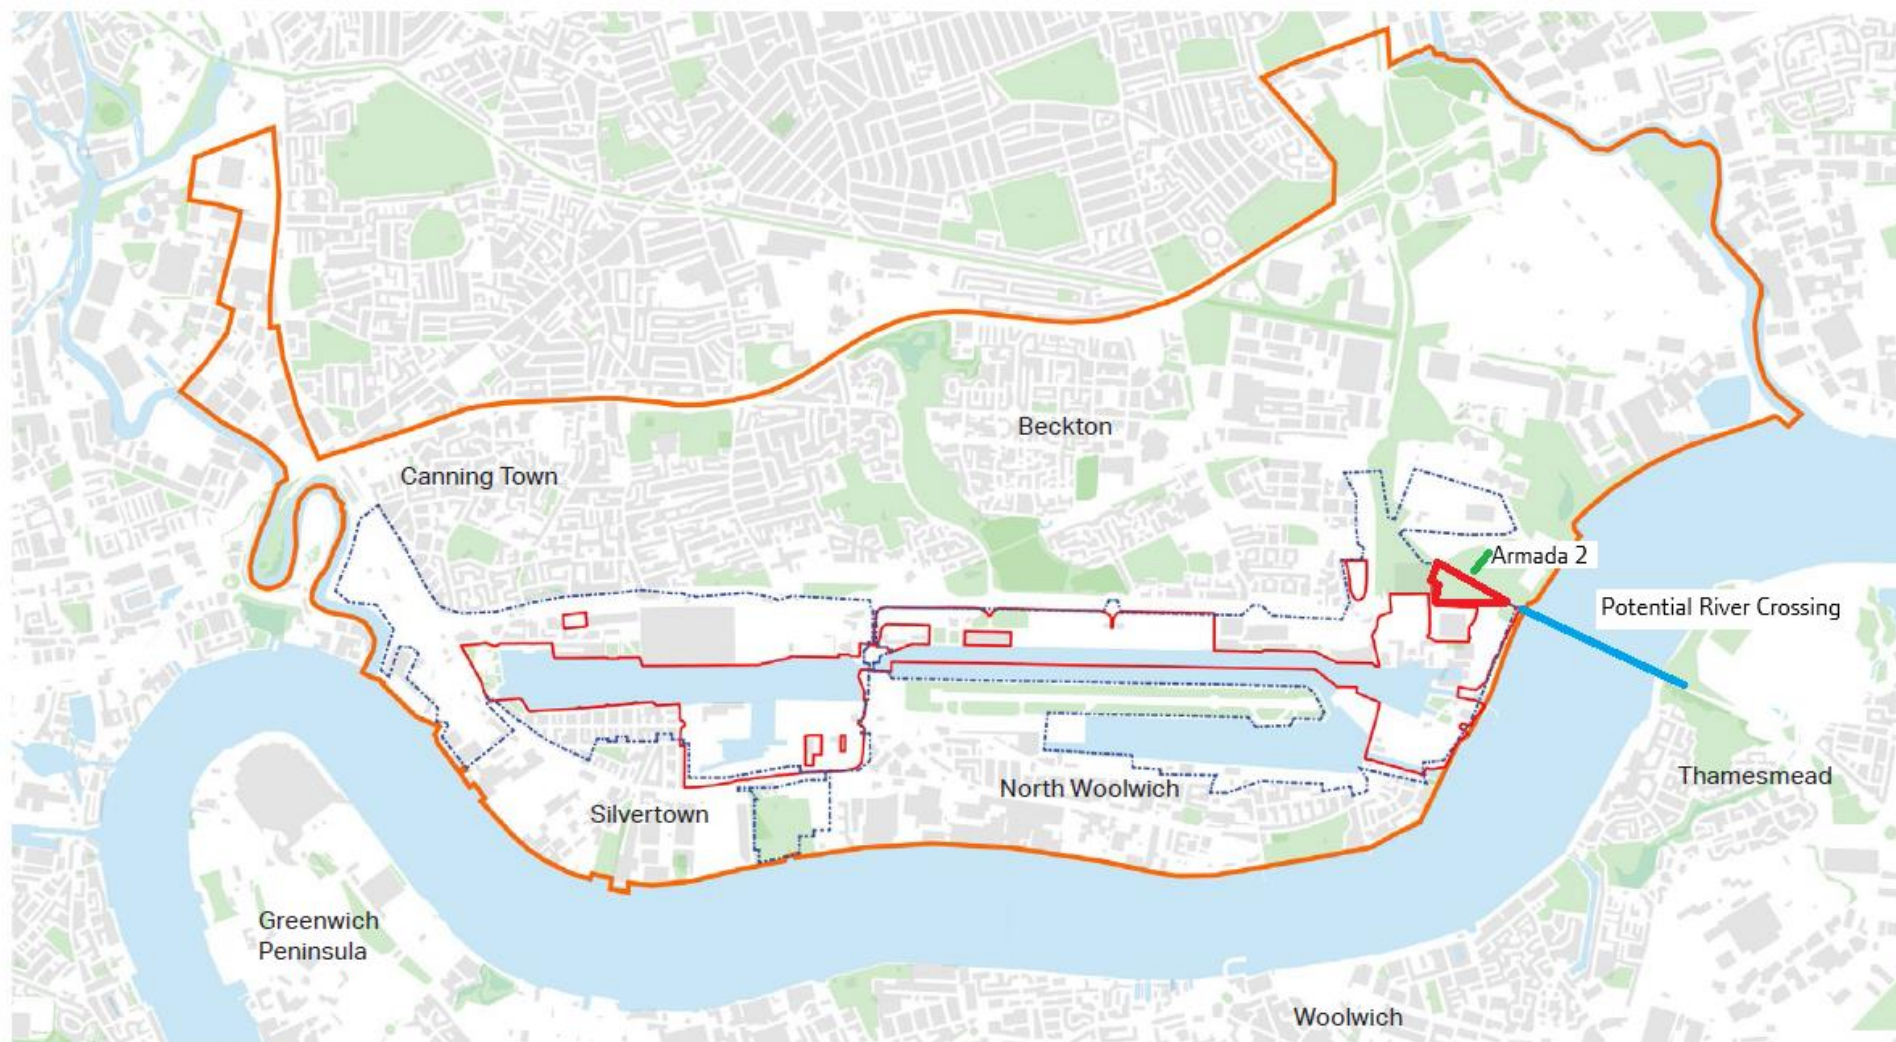 Beckton
Canning Town
Armada 2
Potential River Crossing
Thamesmead
North Woolwich
Silvertown
Greenwich
Peninsula
Woolwich